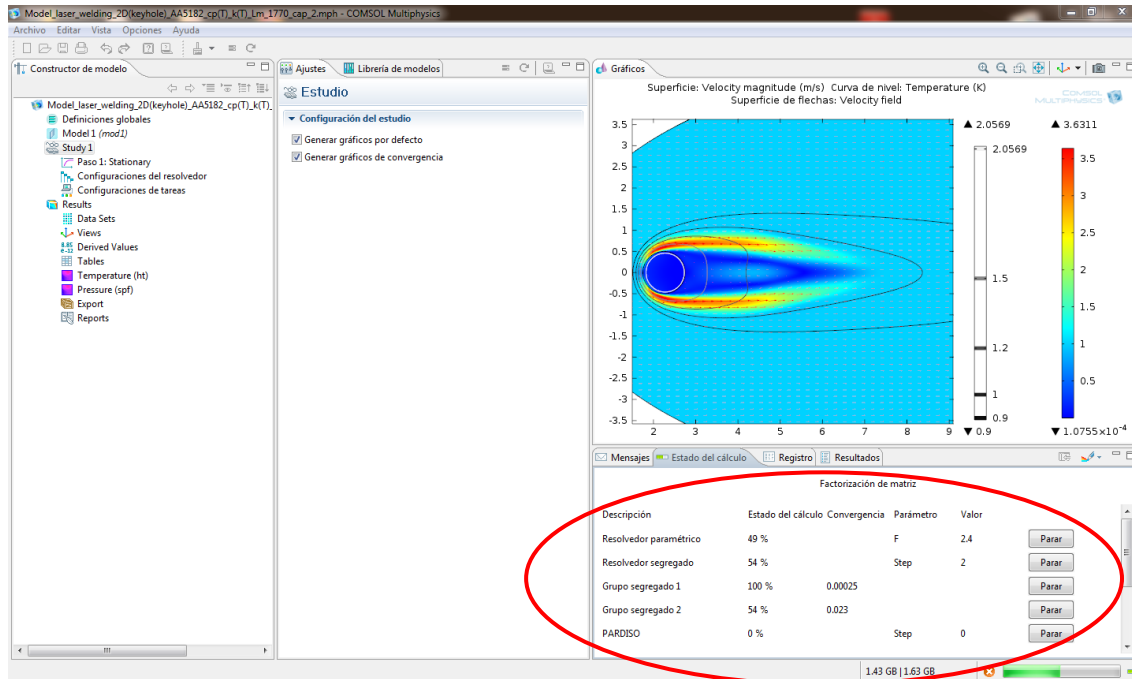 Model_laser_welding_2D(keyhole)_AA5182_cp(T)_k(T)_Lm_1770_cap_2.mph - COMSOL Multiphysics
Archivo Editar Vista Opciones Ayuda
Constructor de modelo
Model_laser_welding_2D(keyhole)_AA5182_cp(T)_k(T)_
Definiciones globales
Model 1 (mod1)
Study 1
Paso 1: Stationary
Configuraciones del resolvedor
Configuraciones de tareas
Results
Data Sets
Views
8.85
e-12
Derived Values
Tables
Temperature (ht)
Pressure (spf)
Export
Reports
Ajustes
Librería de modelos
Estudio
Configuración del estudio
Generar gráficos por defecto
Generar gráficos de convergencia
Gráficos
Superficie: Velocity magnitude (m/s) Curva de nivel: Temperature (K)
Superficie de flechas: Velocity field
COMSOL
MULTIPHYSICS
▲ 2.0569
▲ 3.6311
3.5
3
2.5
2
1.5
1
0.5
0
-0.5
-1
-1.5
-2
-2.5
-3
-3.5
2 3 4 5 6 7 8 9
2.0569
1.5
1.2
1
0.9
▼ 0.9
3.5
3
2.5
2
1.5
1
0.5
▼ 1.0755×10-4
Mensajes
Estado del cálculo
Registro
Resultados
Factorización de matriz
Descripción Estado del cálculo Convergencia Parámetro Valor
Resolvedor paramétrico 49 % F 2.4 Parar
Resolvedor segregado 54 % Step 2 Parar
Grupo segregado 1 100 % 0.00025 Parar
Grupo segregado 2 54 % 0.023 Parar
PARDISO 0 % Step 0 Parar
1.43 GB | 1.63 GB